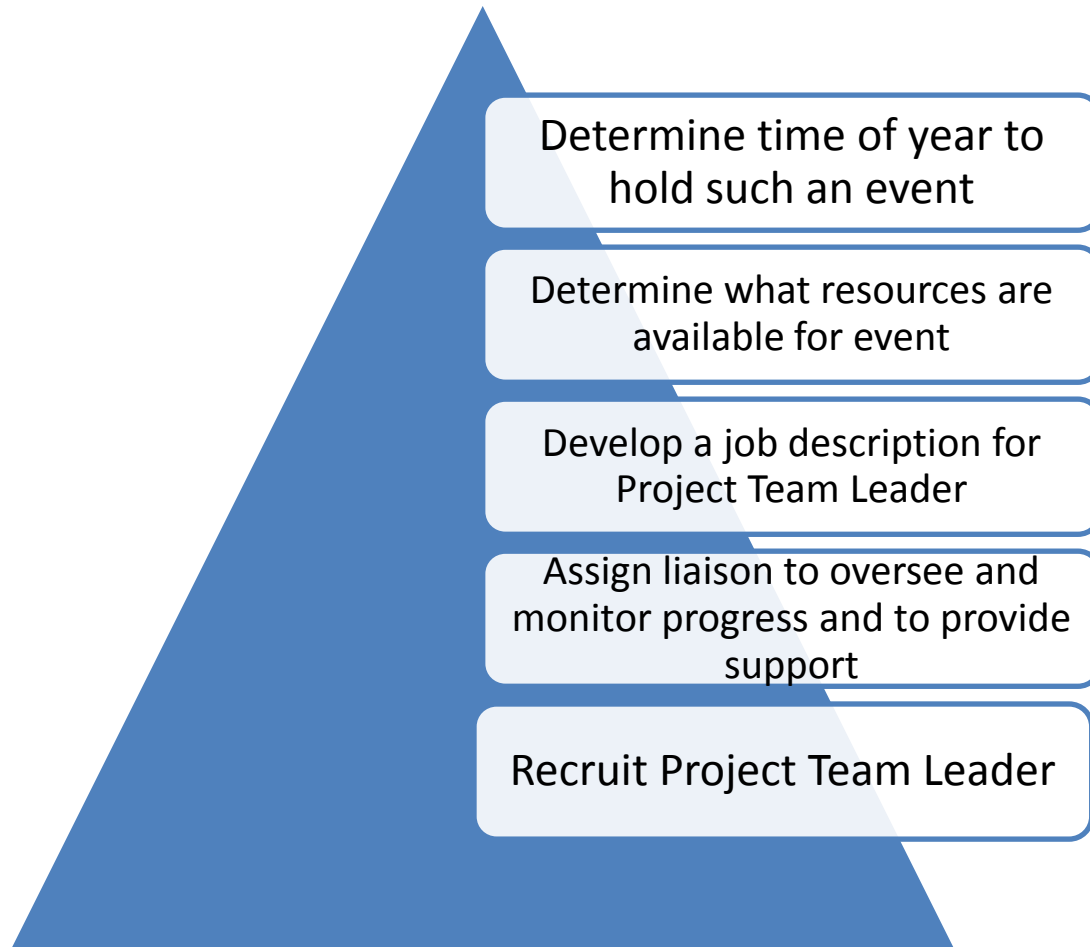 Determine time of year to
hold such an event
Determine what resources are
available for event
Develop a job description for
Project Team Leader
Assign liaison to oversee and
monitor progress and to provide
support
Recruit Project Team Leader